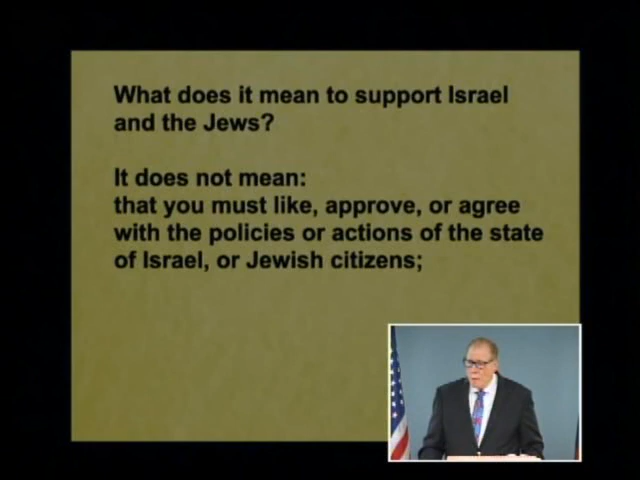 What does it mean to support Israel
and the Jews?
It does not mean:
that you must like, approve, or agree
with the policies or actions of the state
of Israel, or Jewish citizens;